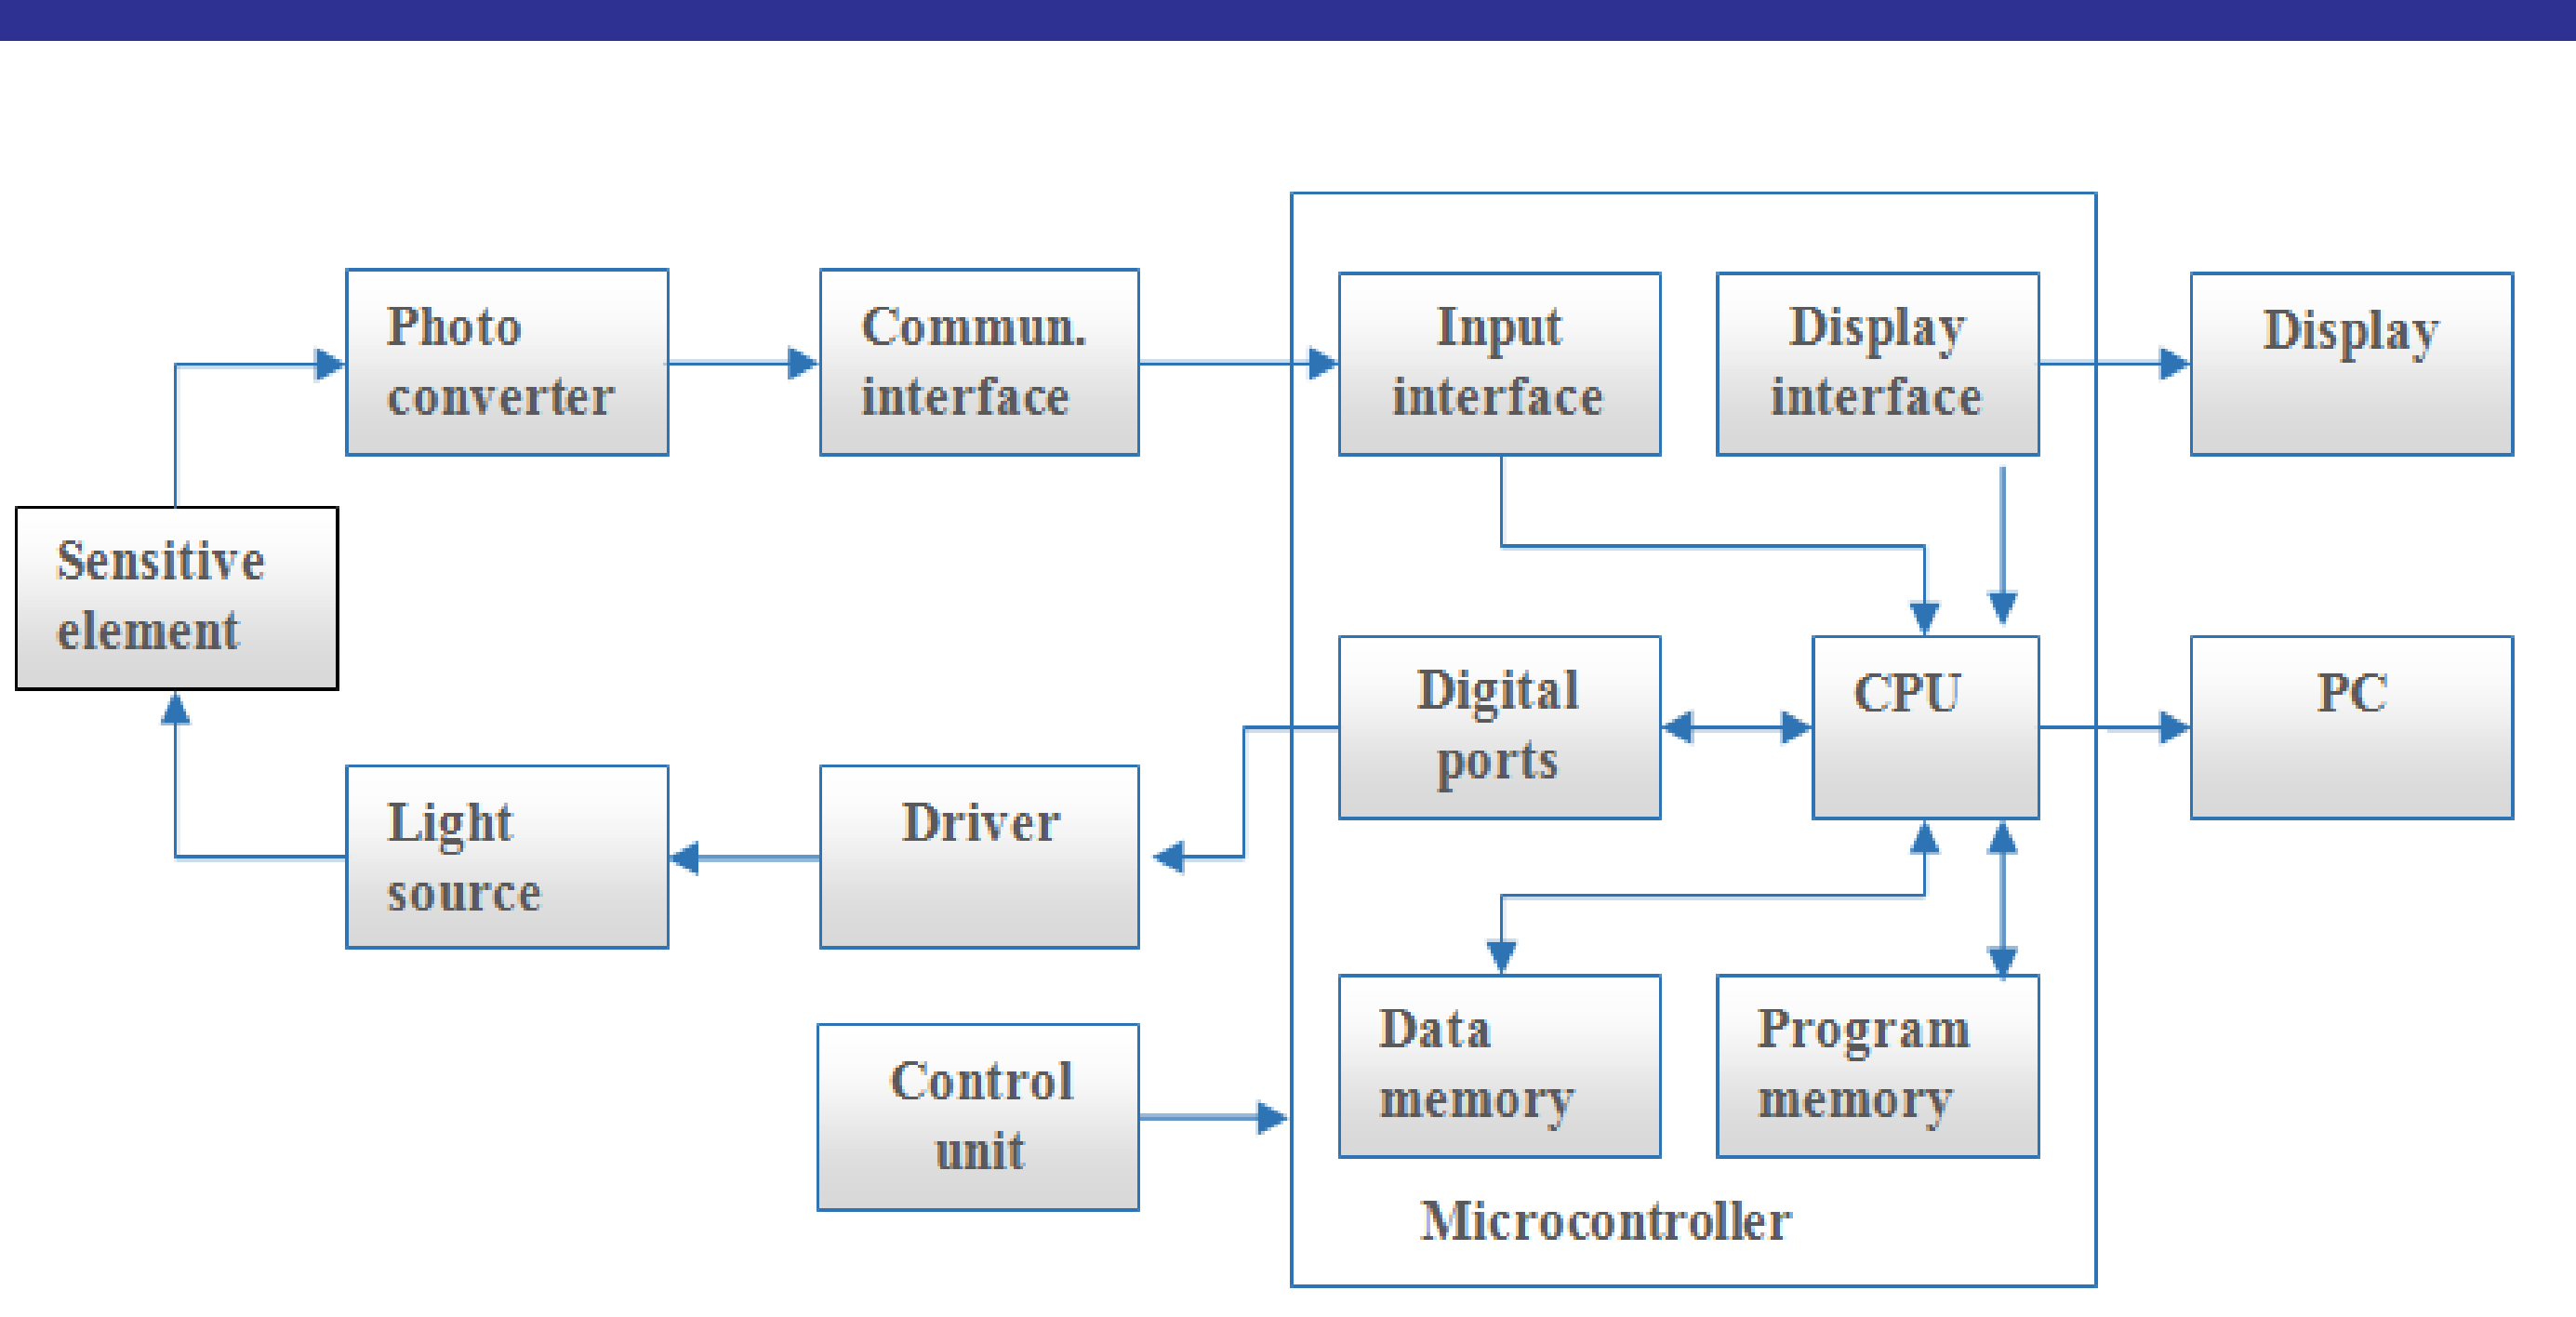 Photo
converter
Commun.
interface
Input
interface
Display
interface
Display
Sensitive
element
Digital
ports
CPU
PC
Light
source
Driver
Control
unit
Data
memory
Program
memory
Microcontroller